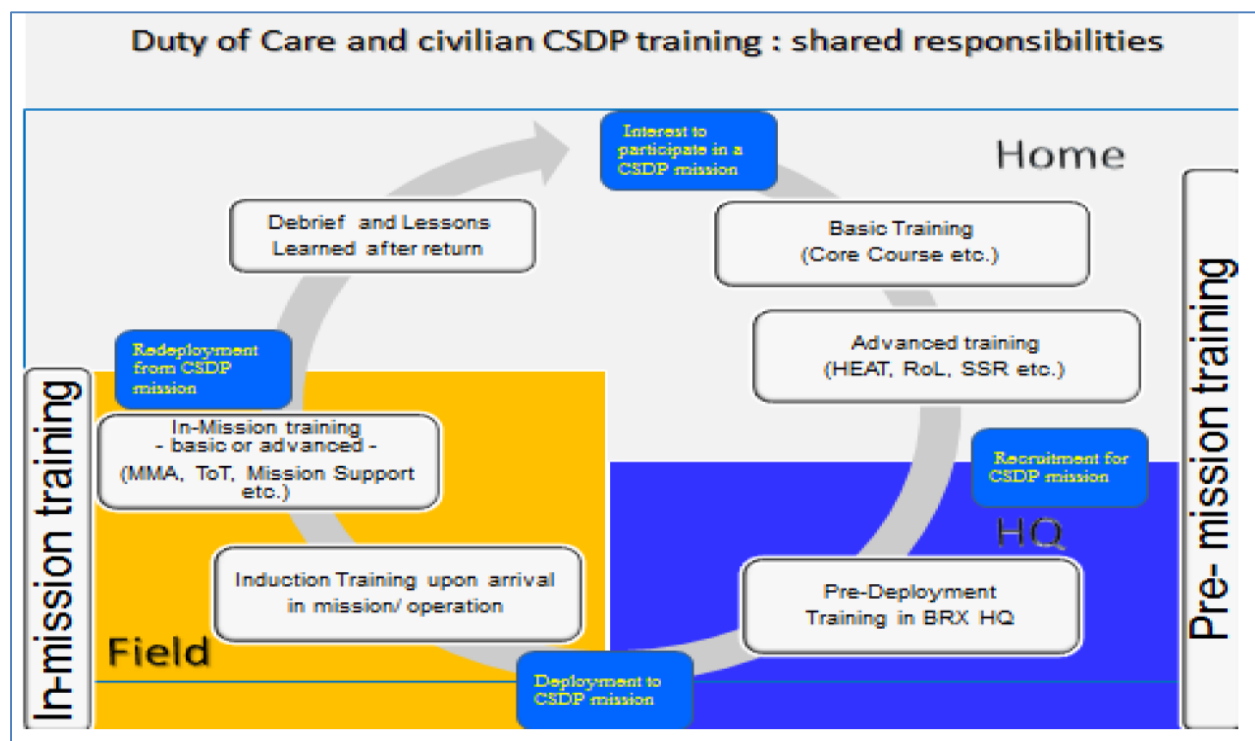 Duty of Care and civilian CSDP training : shared responsibilities
Interest to
participate in a
CSDP mission
Home
Basic Training
(Core Course etc.)
Advanced training
(HEAT, RoL, SSR etc.)
Recruitment for
CSDP mission
HQ
Pre-Deployment
Training in BRX HQ
Pre- mission training
Deployment to
CSDP mission
Field
Induction Training upon arrival
in mission/ operation
In-Mission training
- basic or advanced -
(MMA, ToT, Mission Support
etc.)
In-mission training
Redeployment
from CSDP
mission
Debrief and Lessons
Learned after return